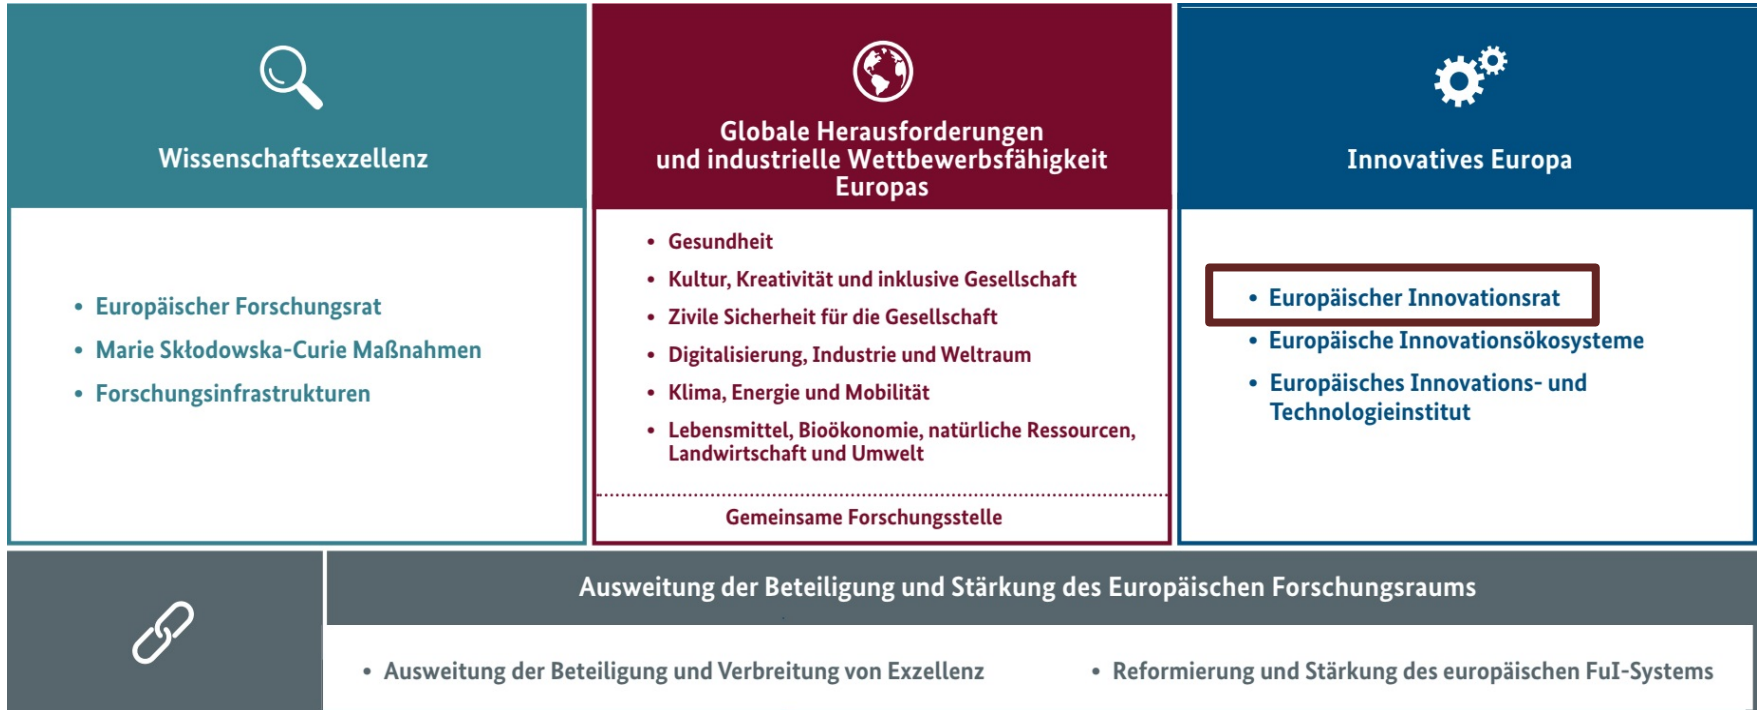 Wissenschaftsexzellenz
• Europäischer Forschungsrat
• Marie Skłodowska-Curie Maßnahmen
• Forschungsinfrastrukturen
Globale Herausforderungen
und industrielle Wettbewerbsfähigkeit
Europas
• Gesundheit
• Kultur, Kreativität und inklusive Gesellschaft
• Zivile Sicherheit für die Gesellschaft
• Digitalisierung, Industrie und Weltraum
• Klima, Energie und Mobilität
• Lebensmittel, Bioökonomie, natürliche Ressourcen,
Landwirtschaft und Umwelt
Gemeinsame Forschungsstelle
Innovatives Europa
• Europäischer Innovationsrat
• Europäische Innovationsökosysteme
• Europäisches Innovations- und
Technologieinstitut
Ausweitung der Beteiligung und Stärkung des Europäischen Forschungsraums
• Ausweitung der Beteiligung und Verbreitung von Exzellenz
• Reformierung und Stärkung des europäischen FuI-Systems